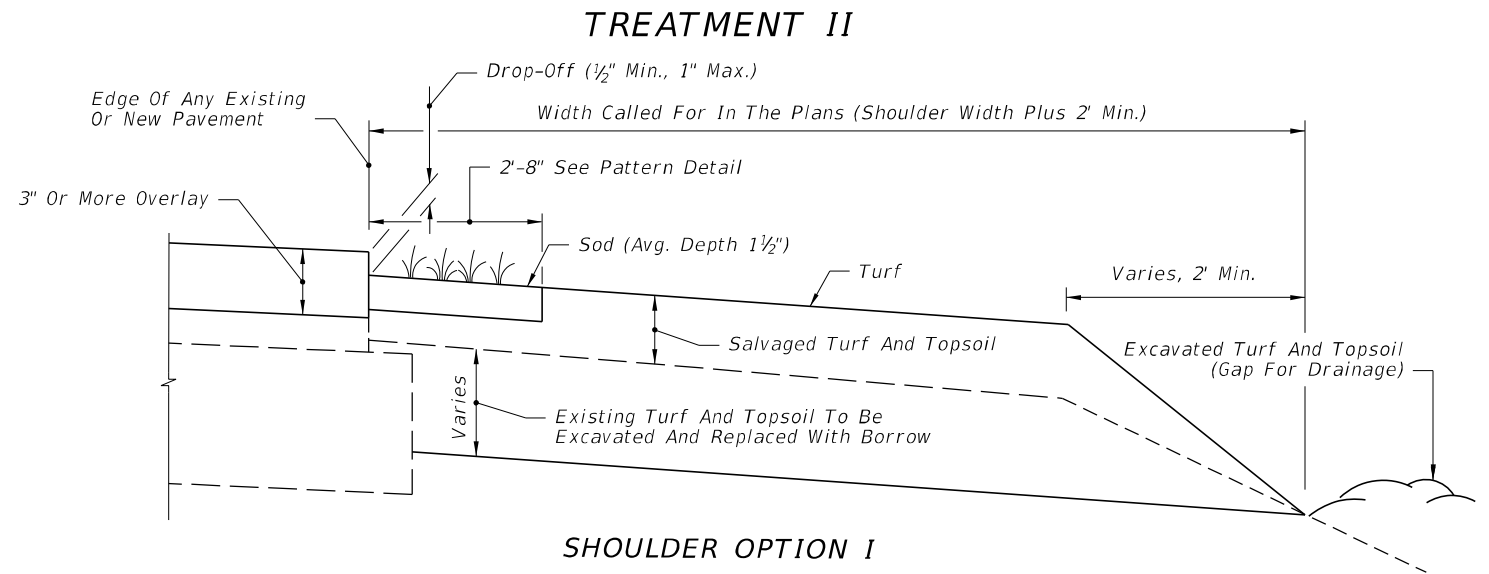 TREATMENT II
Drop-Off (½" Min., 1" Max.)
Edge Of Any Existing
Or New Pavement
Width Called For In The Plans (Shoulder Width Plus 2' Min.)
2'-8" See Pattern Detail
3" Or More Overlay
Sod (Avg. Depth 1½")
Turf
Varies, 2' Min.
Salvaged Turf And Topsoil
Excavated Turf And Topsoil
(Gap For Drainage)
Varies
Existing Turf And Topsoil To Be
Excavated And Replaced With Borrow
SHOULDER OPTION I